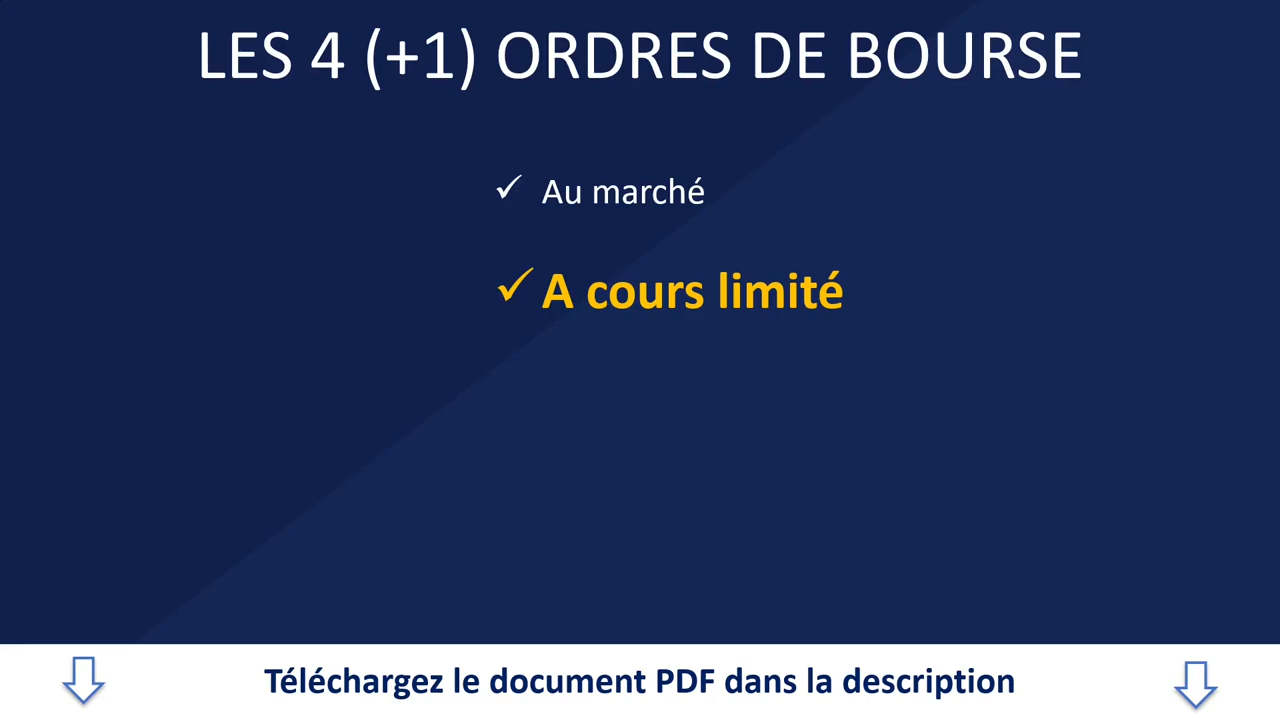 LES 4 (+1) ORDRES DE BOURSE
✓ Au marché
✓ A cours limité
Téléchargez le document PDF dans la description